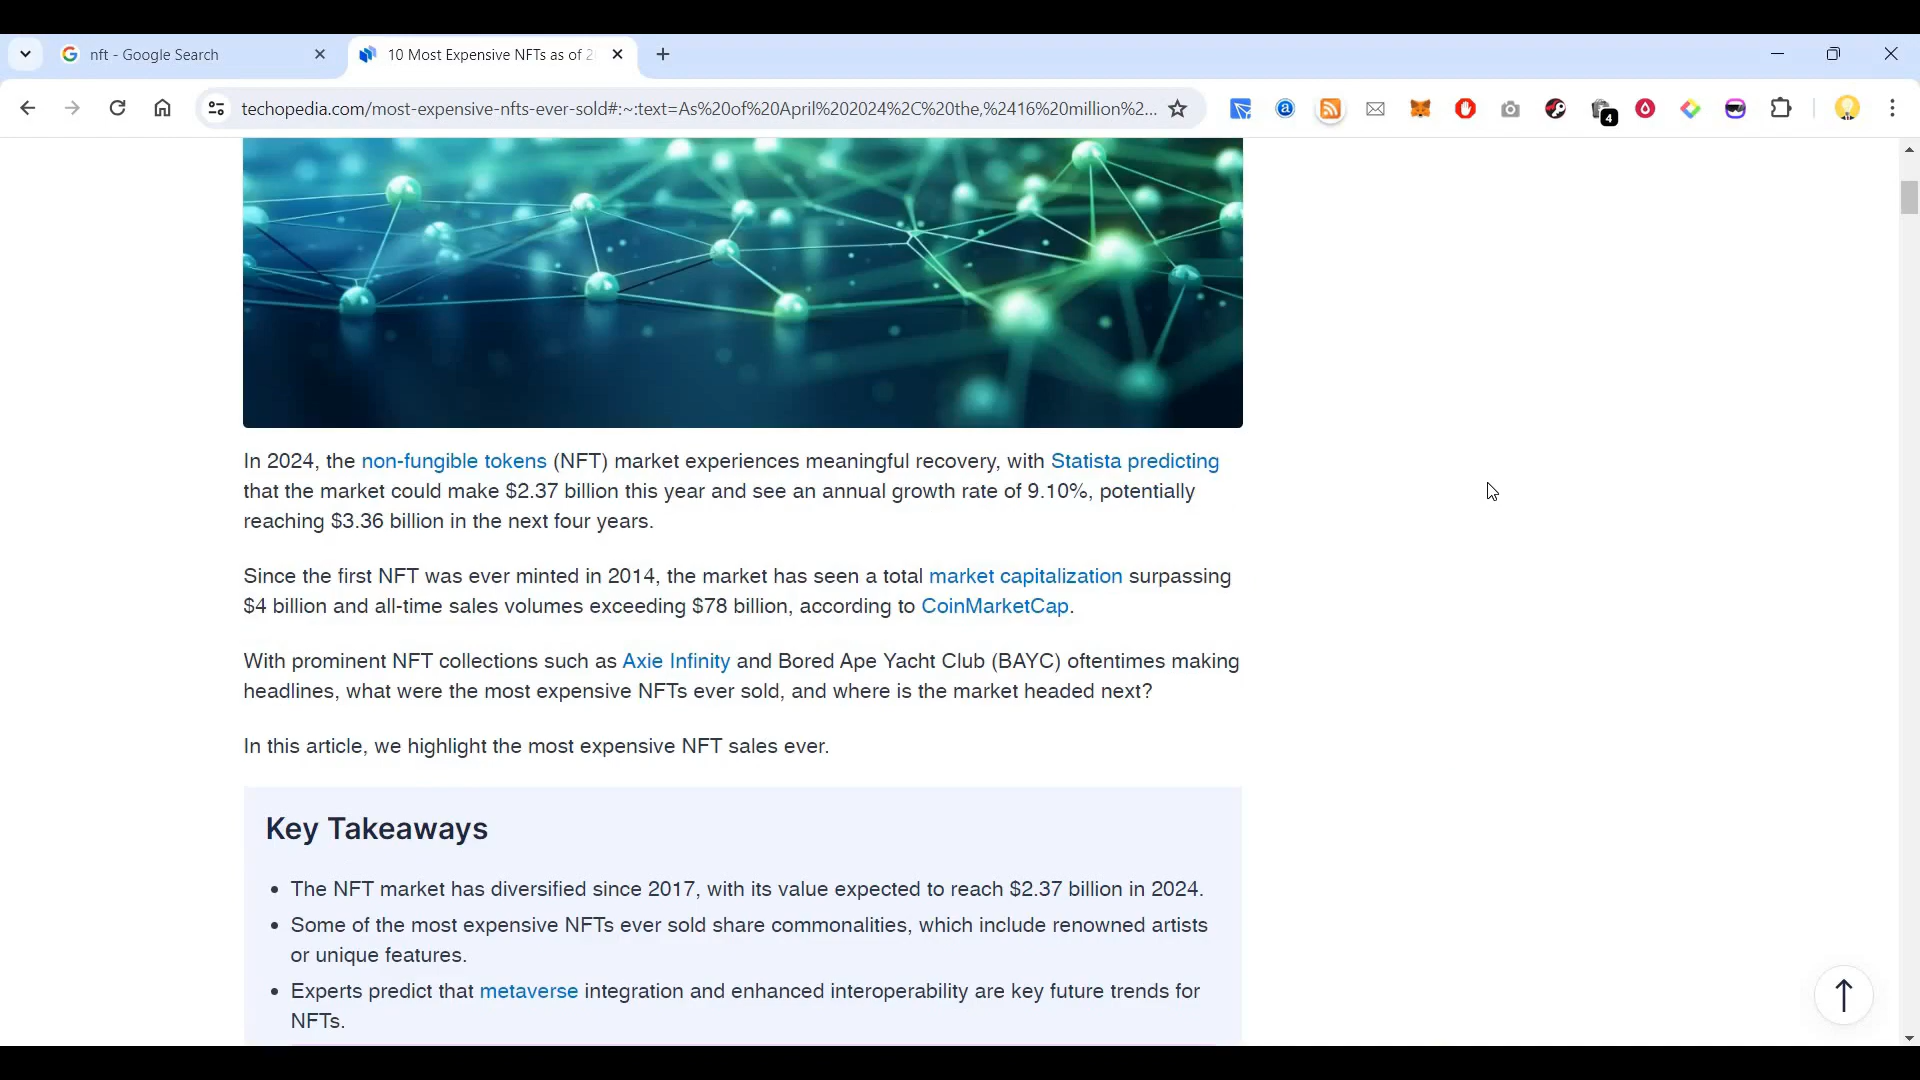 nft - Google Search
10 Most Expensive NFTs as of 2
techopedia.com/most-expensive-nfts-ever-sold#:~:text=As%20of%20April%202024%2C%20the,%2416%20million%2...
4
In 2024, the non-fungible tokens (NFT) market experiences meaningful recovery, with Statista predicting
that the market could make $2.37 billion this year and see an annual growth rate of 9.10%, potentially
reaching $3.36 billion in the next four years.
Since the first NFT was ever minted in 2014, the market has seen a total market capitalization surpassing
$4 billion and all-time sales volumes exceeding $78 billion, according to CoinMarketCap.
With prominent NFT collections such as Axie Infinity and Bored Ape Yacht Club (BAYC) oftentimes making
headlines, what were the most expensive NFTs ever sold, and where is the market headed next?
In this article, we highlight the most expensive NFT sales ever.
Key Takeaways
• The NFT market has diversified since 2017, with its value expected to reach $2.37 billion in 2024.
• Some of the most expensive NFTs ever sold share commonalities, which include renowned artists
or unique features.
• Experts predict that metaverse integration and enhanced interoperability are key future trends for
NFTs.